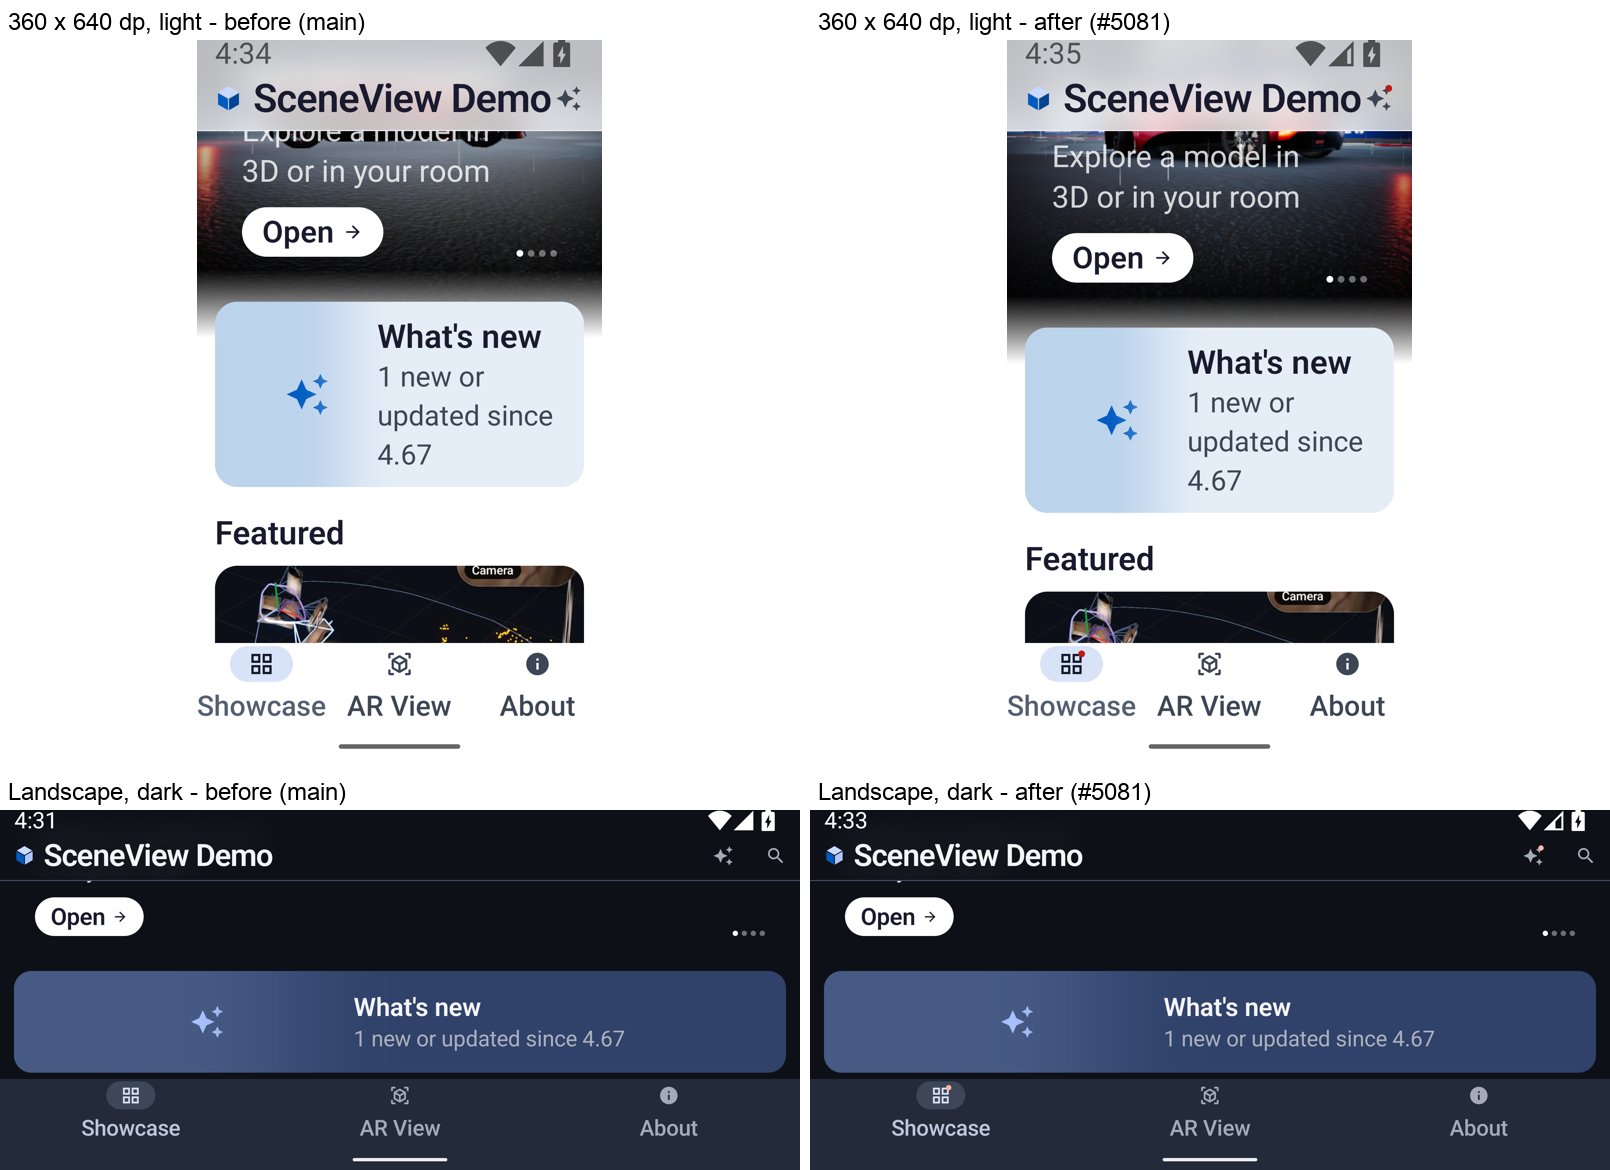 360 x 640 dp, light - before (main)
4:34
SceneView Demo
Explore a model in
3D or in your room
Open
What's new
1 new or
updated since
4.67
Featured
Camera
Showcase
AR View
About
360 x 640 dp, light - after (#5081)
4:35
SceneView Demo
Explore a model in
3D or in your room
Open
What's new
1 new or
updated since
4.67
Featured
Camera
Showcase
AR View
About
Landscape, dark - before (main)
4:31
SceneView Demo
Open
What's new
1 new or updated since 4.67
Showcase
AR View
About
Landscape, dark - after (#5081)
4:33
SceneView Demo
Open
What's new
1 new or updated since 4.67
Showcase
AR View
About